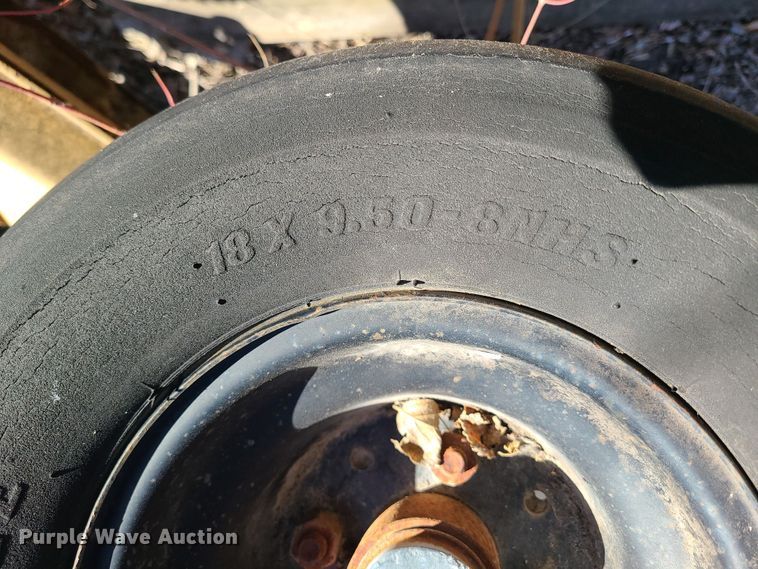 18 X 9.50-8NHS
Purple Wave Auction